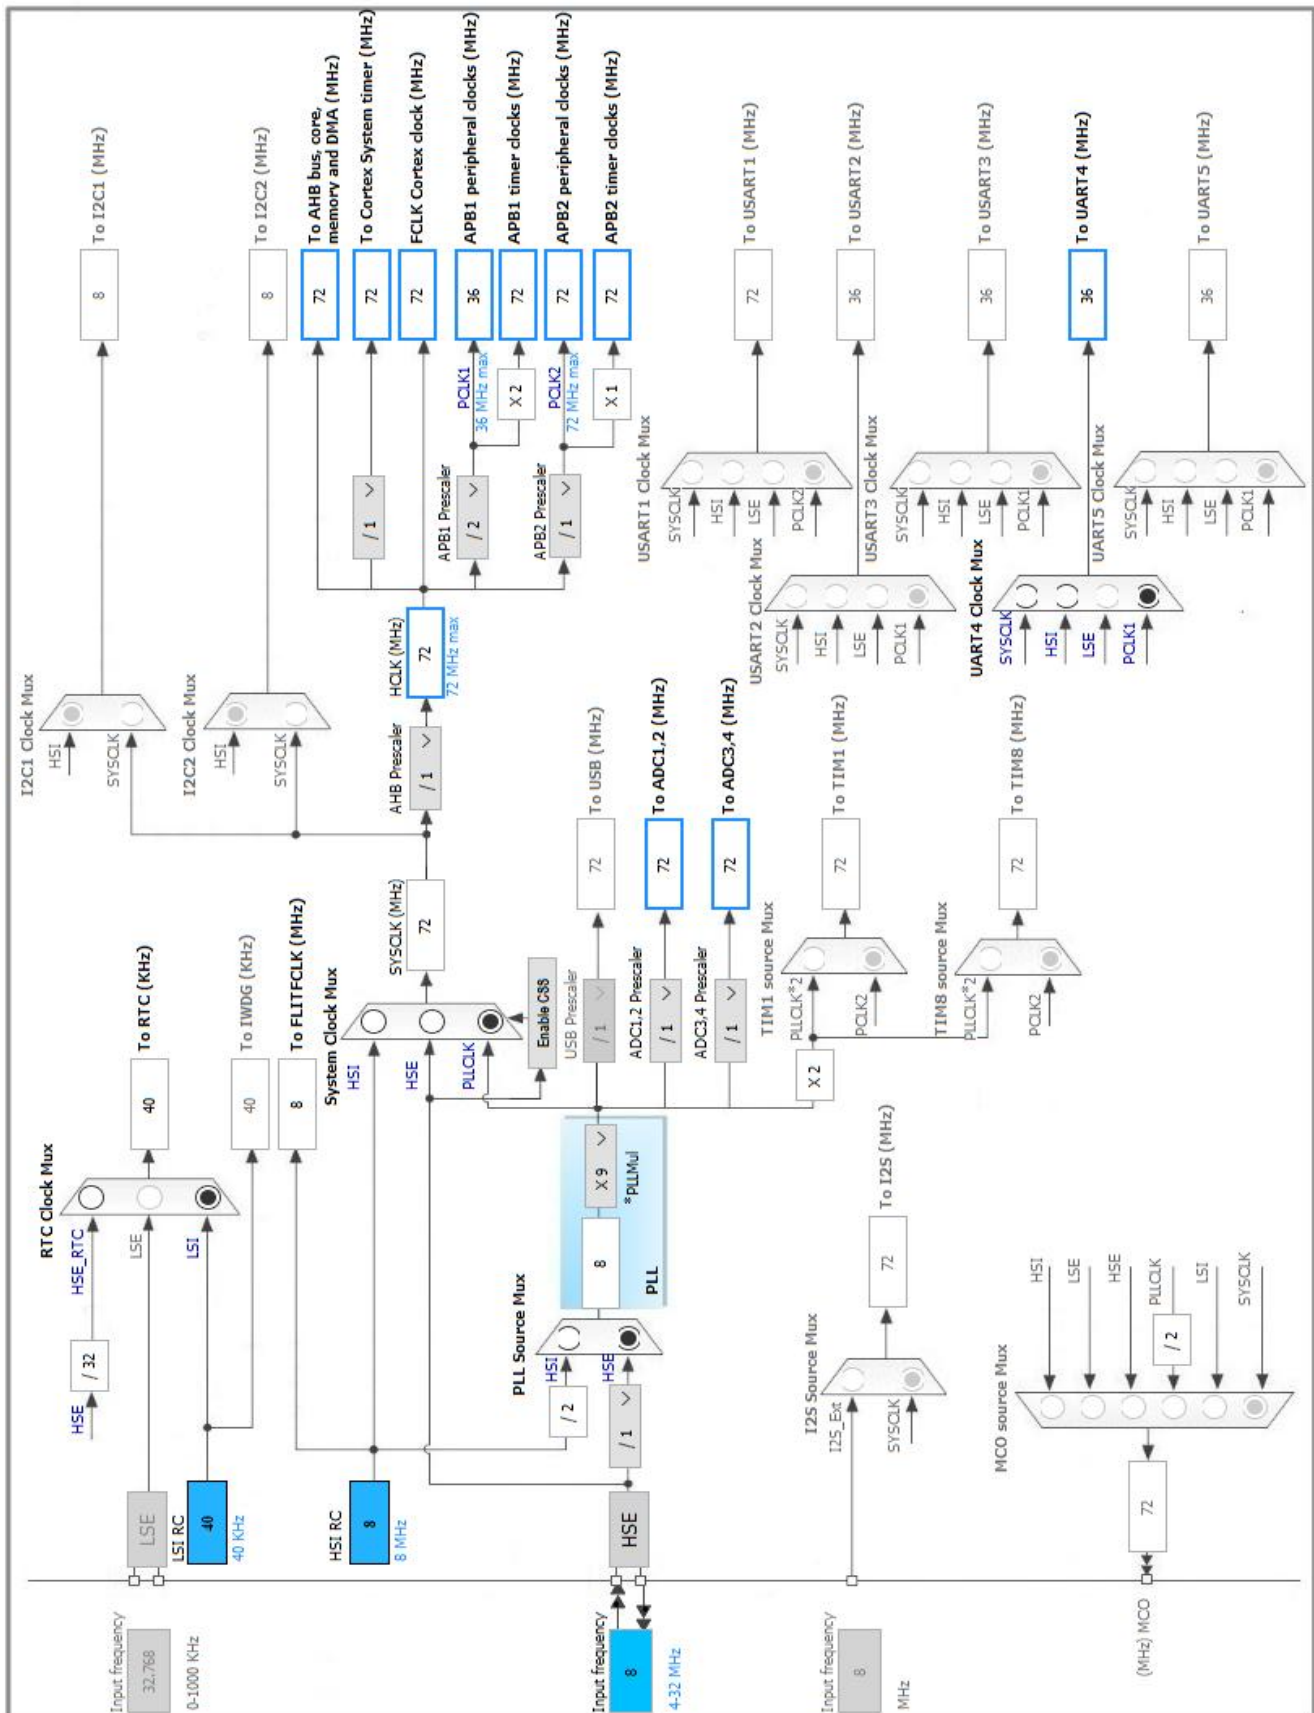 Input frequency
32.768
0-1000 KHz
LSE
LSI RC
40
40 KHz
HSI RC
8
8 MHz
Input frequency
8
4-32 MHz
HSE
Input frequency
8
MHz
(MHz) MCO
72
MCO source Mux
HSI
LSE
HSE
PLLCLK
/ 2
LSI
SYSCLK
HSE
/ 32
HSE_RTC
RTC Clock Mux
LSE
LSI
40
To RTC (KHz)
40
To IWDG (KHz)
8
To FLITFCLK (MHz)
/ 2
/ 1
HSI
HSE
PLL Source Mux
8
X 9
*PLLMul
PLL
I2S_Ext
SYSCLK
I2S Source Mux
72
To I2S (MHz)
System Clock Mux
HSI
HSE
PLLCLK
Enable CSS
SYSCLK (MHz)
72
AHB Prescaler
/ 1
HCLK (MHz)
72
72 MHz max
USB Prescaler
/ 1
72
To USB (MHz)
ADC1,2 Prescaler
/ 1
72
To ADC1,2 (MHz)
ADC3,4 Prescaler
/ 1
72
To ADC3,4 (MHz)
X 2
TIM1 source Mux
PLLCLK*2
PCLK2
72
To TIM1 (MHz)
TIM8 source Mux
PLLCLK*2
PCLK2
72
To TIM8 (MHz)
I2C1 Clock Mux
HSI
SYSCLK
8
To I2C1 (MHz)
I2C2 Clock Mux
HSI
SYSCLK
8
To I2C2 (MHz)
72
To AHB bus, core,
memory and DMA (MHz)
/ 1
72
To Cortex System timer (MHz)
72
FCLK Cortex clock (MHz)
APB1 Prescaler
/ 2
PCLK1
36 MHz max
36
APB1 peripheral clocks (MHz)
X 2
72
APB1 timer clocks (MHz)
APB2 Prescaler
/ 1
PCLK2
72 MHz max
72
APB2 peripheral clocks (MHz)
X 1
72
APB2 timer clocks (MHz)
USART1 Clock Mux
SYSCLK
HSI
LSE
PCLK2
72
To USART1 (MHz)
USART2 Clock Mux
SYSCLK
HSI
LSE
PCLK1
36
To USART2 (MHz)
USART3 Clock Mux
SYSCLK
HSI
LSE
PCLK1
36
To USART3 (MHz)
UART4 Clock Mux
SYSCLK
HSI
LSE
PCLK1
36
To UART4 (MHz)
UART5 Clock Mux
SYSCLK
HSI
LSE
PCLK1
36
To UART5 (MHz)